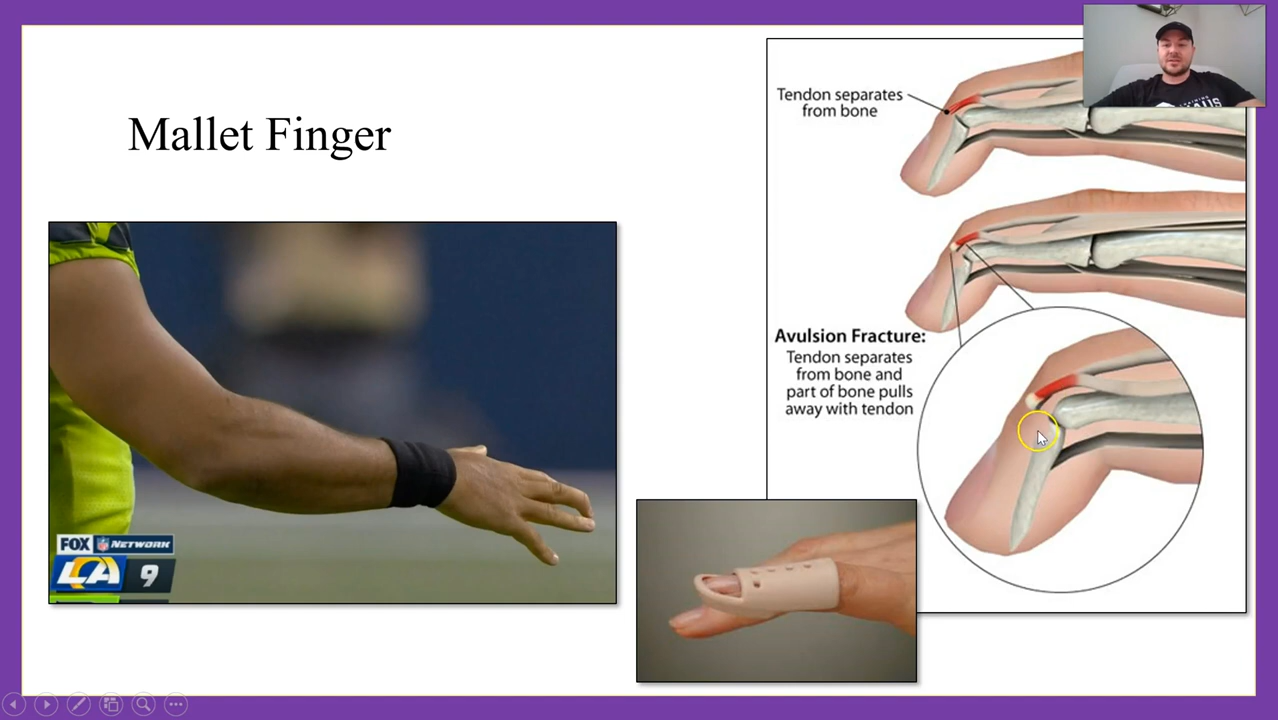 Mallet Finger
Tendon separates
from bone
Avulsion Fracture:
Tendon separates
from bone and
part of bone pulls
away with tendon
FOX NFL NETWORK
LA 9